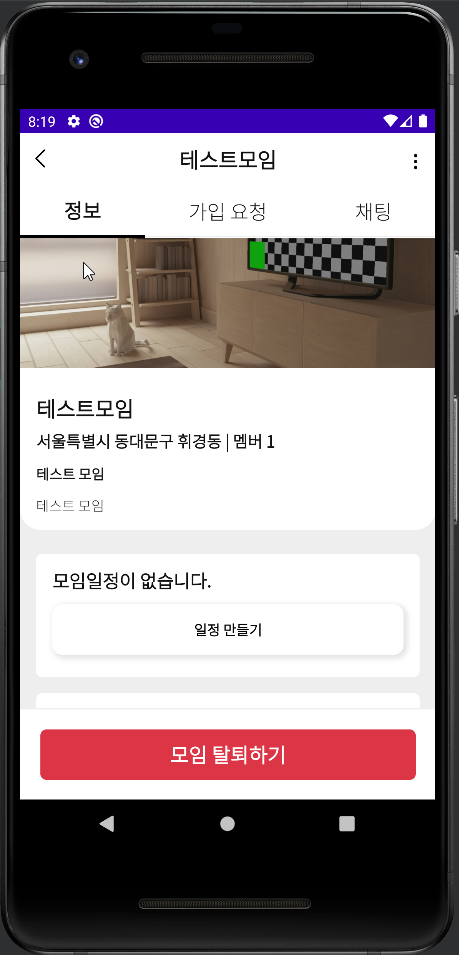 8:19
테스트모임
정보 가입 요청 채팅
테스트모임
서울특별시 동대문구 휘경동 | 멤버 1
테스트 모임
테스트 모임
모임일정이 없습니다.
일정 만들기
모임 탈퇴하기